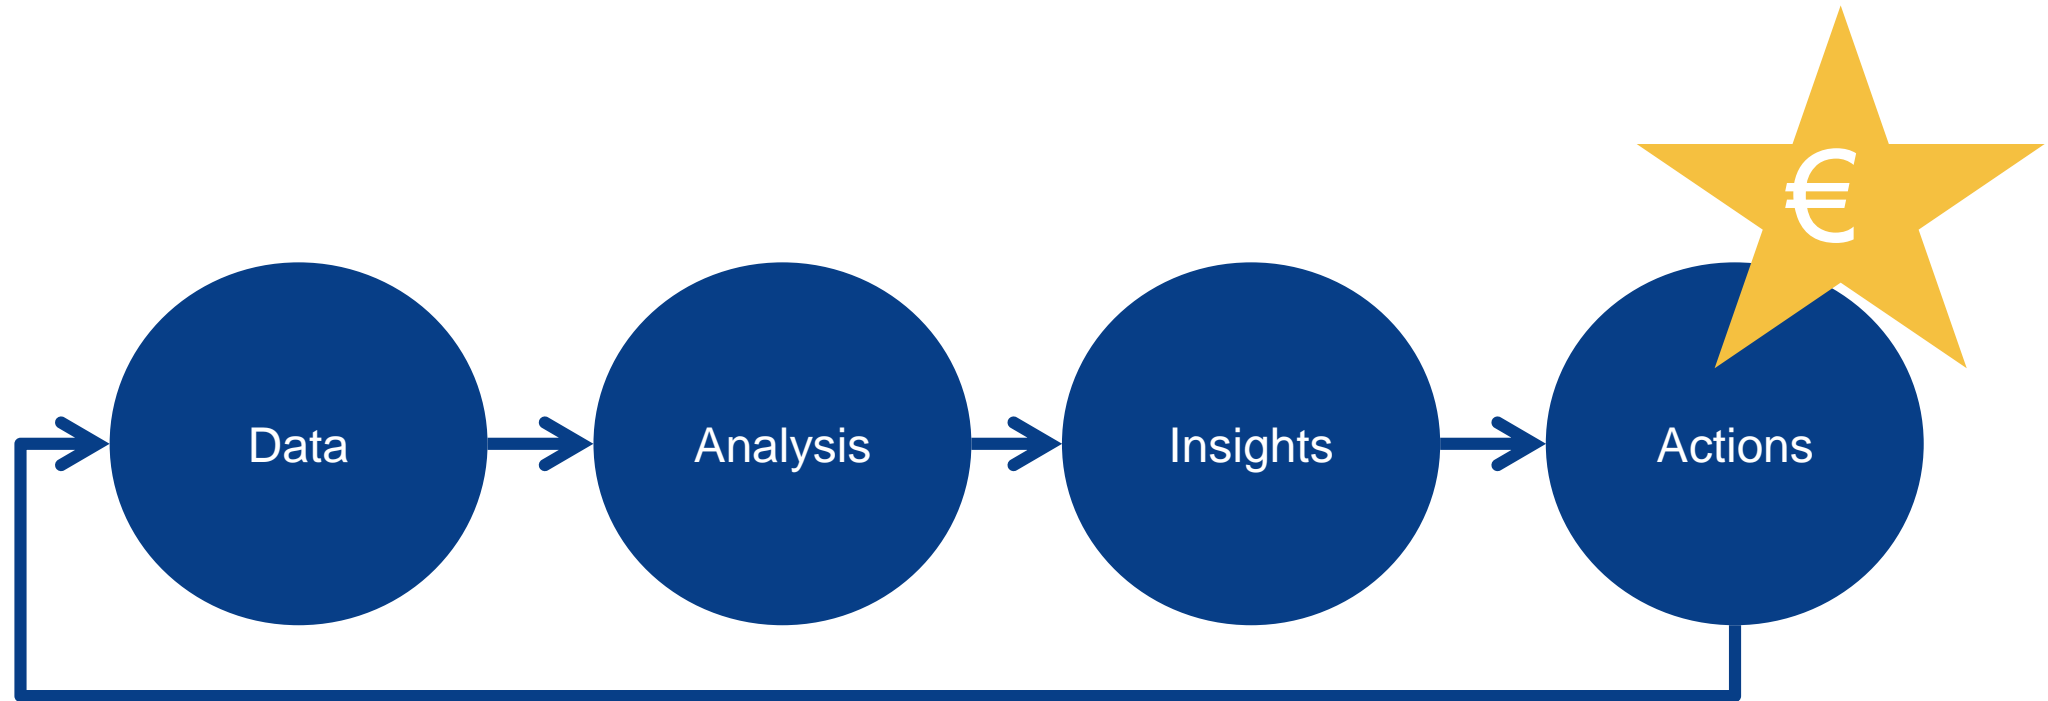 €
Data
Analysis
Insights
Actions